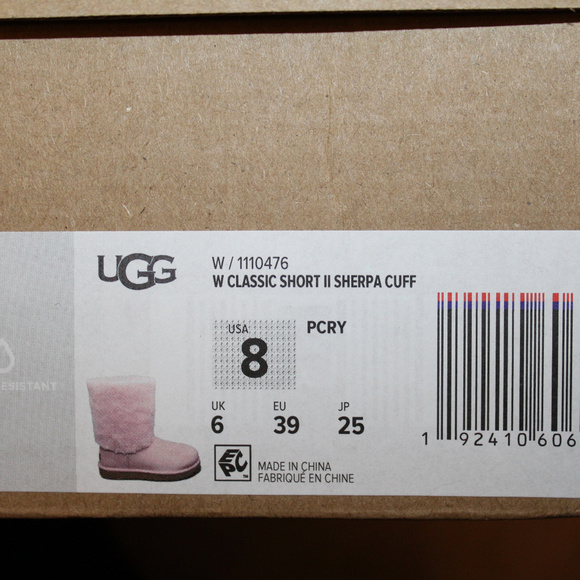 UGG
W / 1110476
W CLASSIC SHORT II SHERPA CUFF
USA
8
PCRY
UK EU JP
6 39 25
EPC
MADE IN CHINA
FABRIQUÉ EN CHINE
1 92410 606